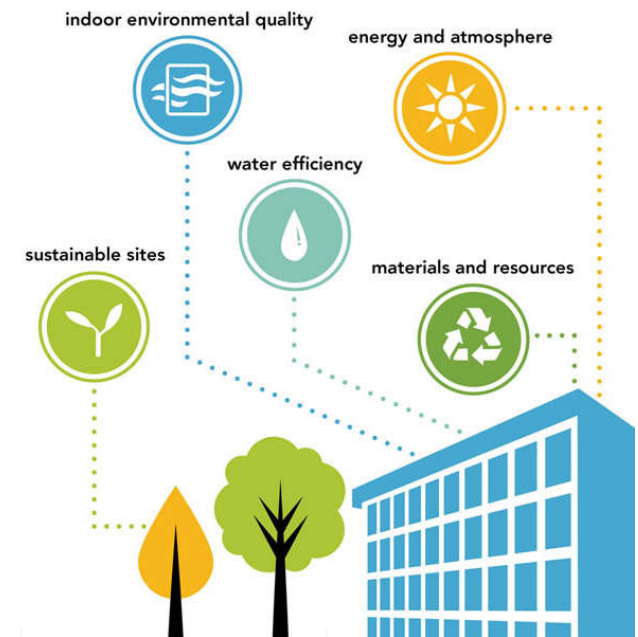 indoor environmental quality
energy and atmosphere
water efficiency
sustainable sites
materials and resources